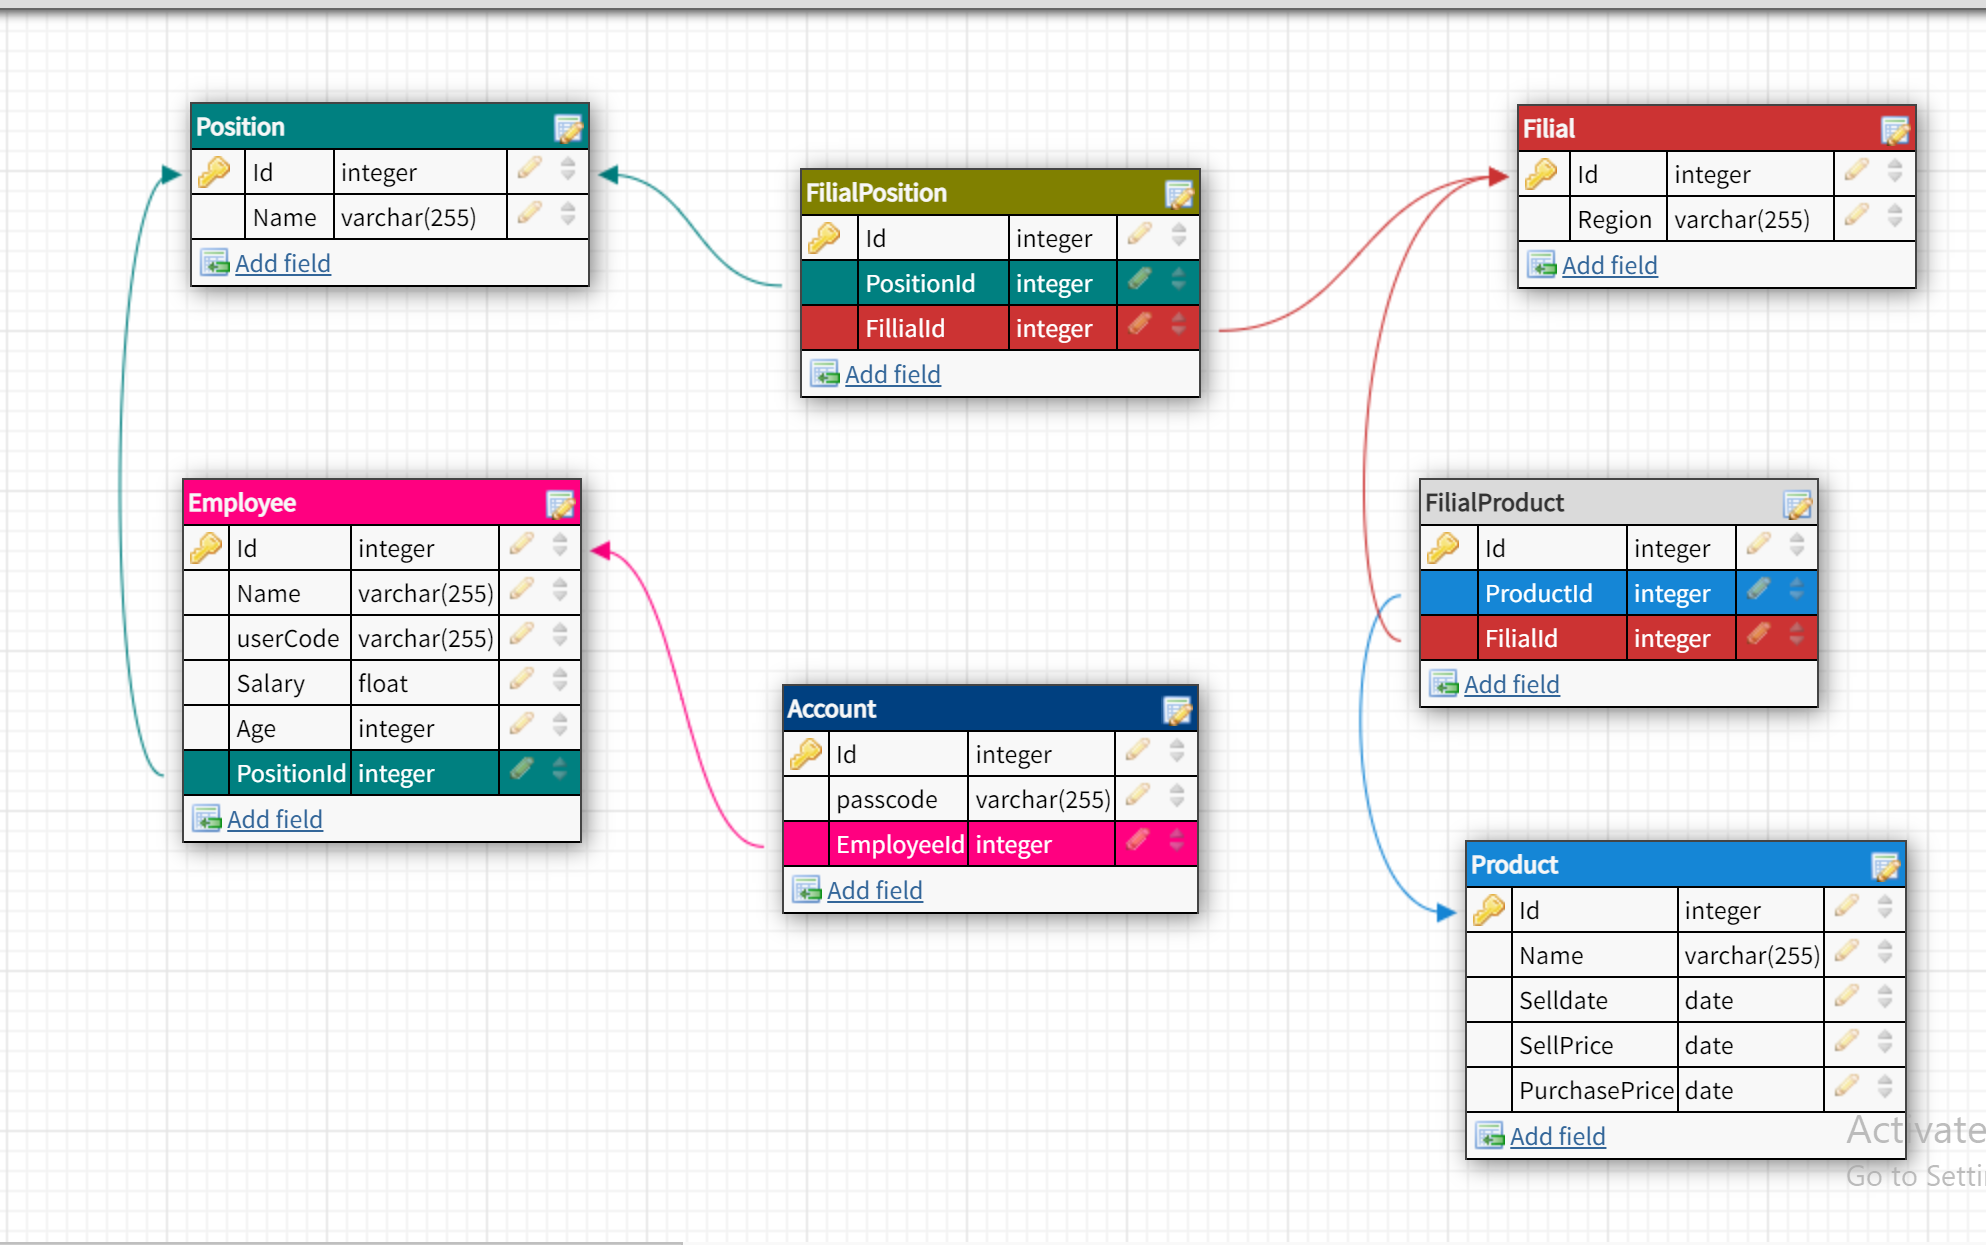 Position
Id integer
Name varchar(255)
Add field
FilialPosition
Id integer
PositionId integer
FillialId integer
Add field
Filial
Id integer
Region varchar(255)
Add field
Employee
Id integer
Name varchar(255)
userCode varchar(255)
Salary float
Age integer
PositionId integer
Add field
Account
Id integer
passcode varchar(255)
EmployeeId integer
Add field
FilialProduct
Id integer
ProductId integer
FilialId integer
Add field
Product
Id integer
Name varchar(255)
Selldate date
SellPrice date
PurchasePrice date
Add field
Activate
Go to Setti